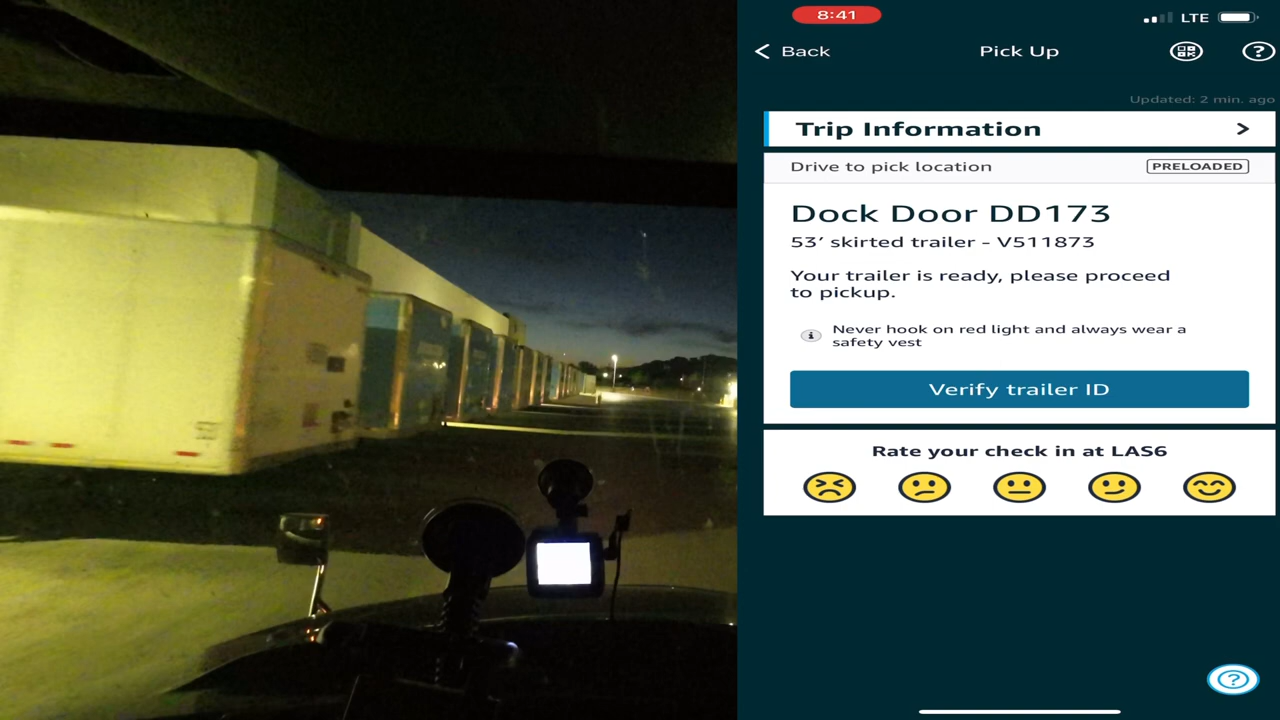 8:41
LTE
Back
Pick Up
Updated: 2 min. ago
Trip Information
Drive to pick location
PRELOADED
Dock Door DD173
53′ skirted trailer - V511873
Your trailer is ready, please proceed
to pickup.
Never hook on red light and always wear a
safety vest
Verify trailer ID
Rate your check in at LAS6